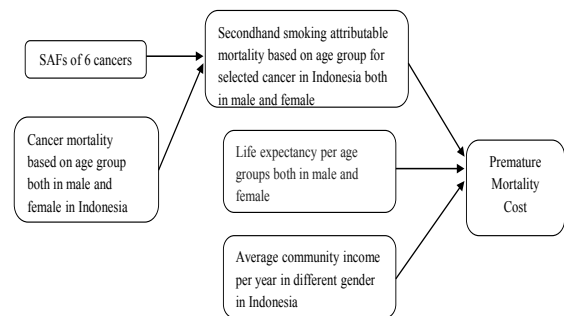 SAFs of 6 cancers
Secondhand smoking attributable
mortality based on age group for
selected cancer in Indonesia both
in male and female
Cancer mortality
based on age group
both in male and
female in Indonesia
Life expectancy per age
groups both in male and
female
Premature
Mortality
Cost
Average community income
per year in different gender
in Indonesia